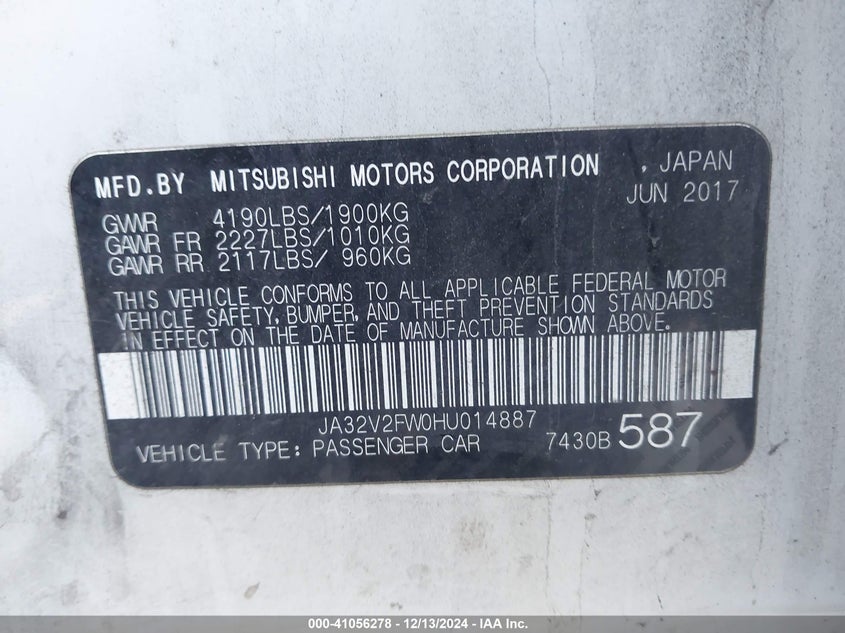 MFD.BY MITSUBISHI MOTORS CORPORATION , JAPAN
JUN 2017
GVWR 4190LBS/1900KG
GAWR FR 2227LBS/1010KG
GAWR RR 2117LBS/ 960KG
THIS VEHICLE CONFORMS TO ALL APPLICABLE FEDERAL MOTOR
VEHICLE SAFETY, BUMPER, AND THEFT PREVENTION STANDARDS
IN EFFECT ON THE DATE OF MANUFACTURE SHOWN ABOVE.
JA32V2FW0HU014887
VEHICLE TYPE: PASSENGER CAR 7430B 587
000-41056278 - 12/13/2024 - IAA Inc.